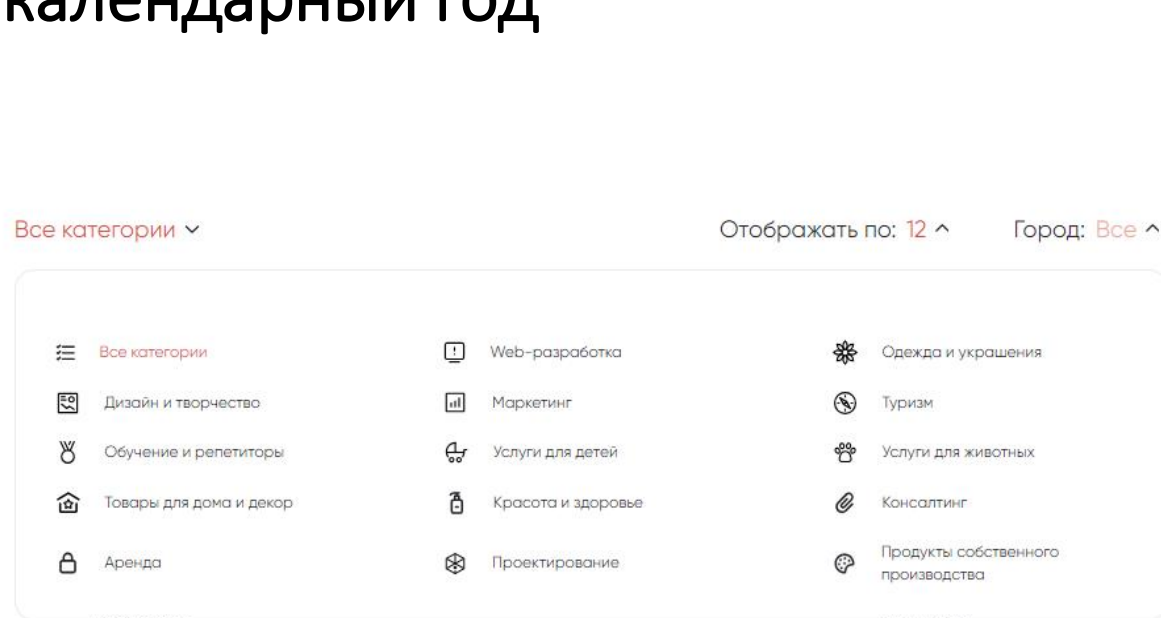 календарный год
Все категории
Отображать по: 12
Город: Все
Все категории
Web-разработка
Одежда и украшения
Дизайн и творчество
Маркетинг
Туризм
Обучение и репетиторы
Услуги для детей
Услуги для животных
Товары для дома и декор
Красота и здоровье
Консалтинг
Аренда
Проектирование
Продукты собственного
производства